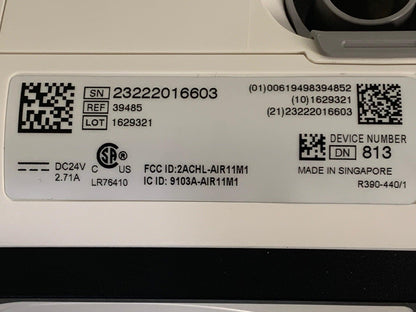 SN 23222016603
REF 39485
LOT 1629321
(01)00619498394852
(10)1629321
(21)23222016603
DEVICE NUMBER
DN 813
DC24V
2.71A
SA
C US
LR76410
FCC ID:2ACHL-AIR11M1
IC ID: 9103A-AIR11M1
MADE IN SINGAPORE
R390-440/1